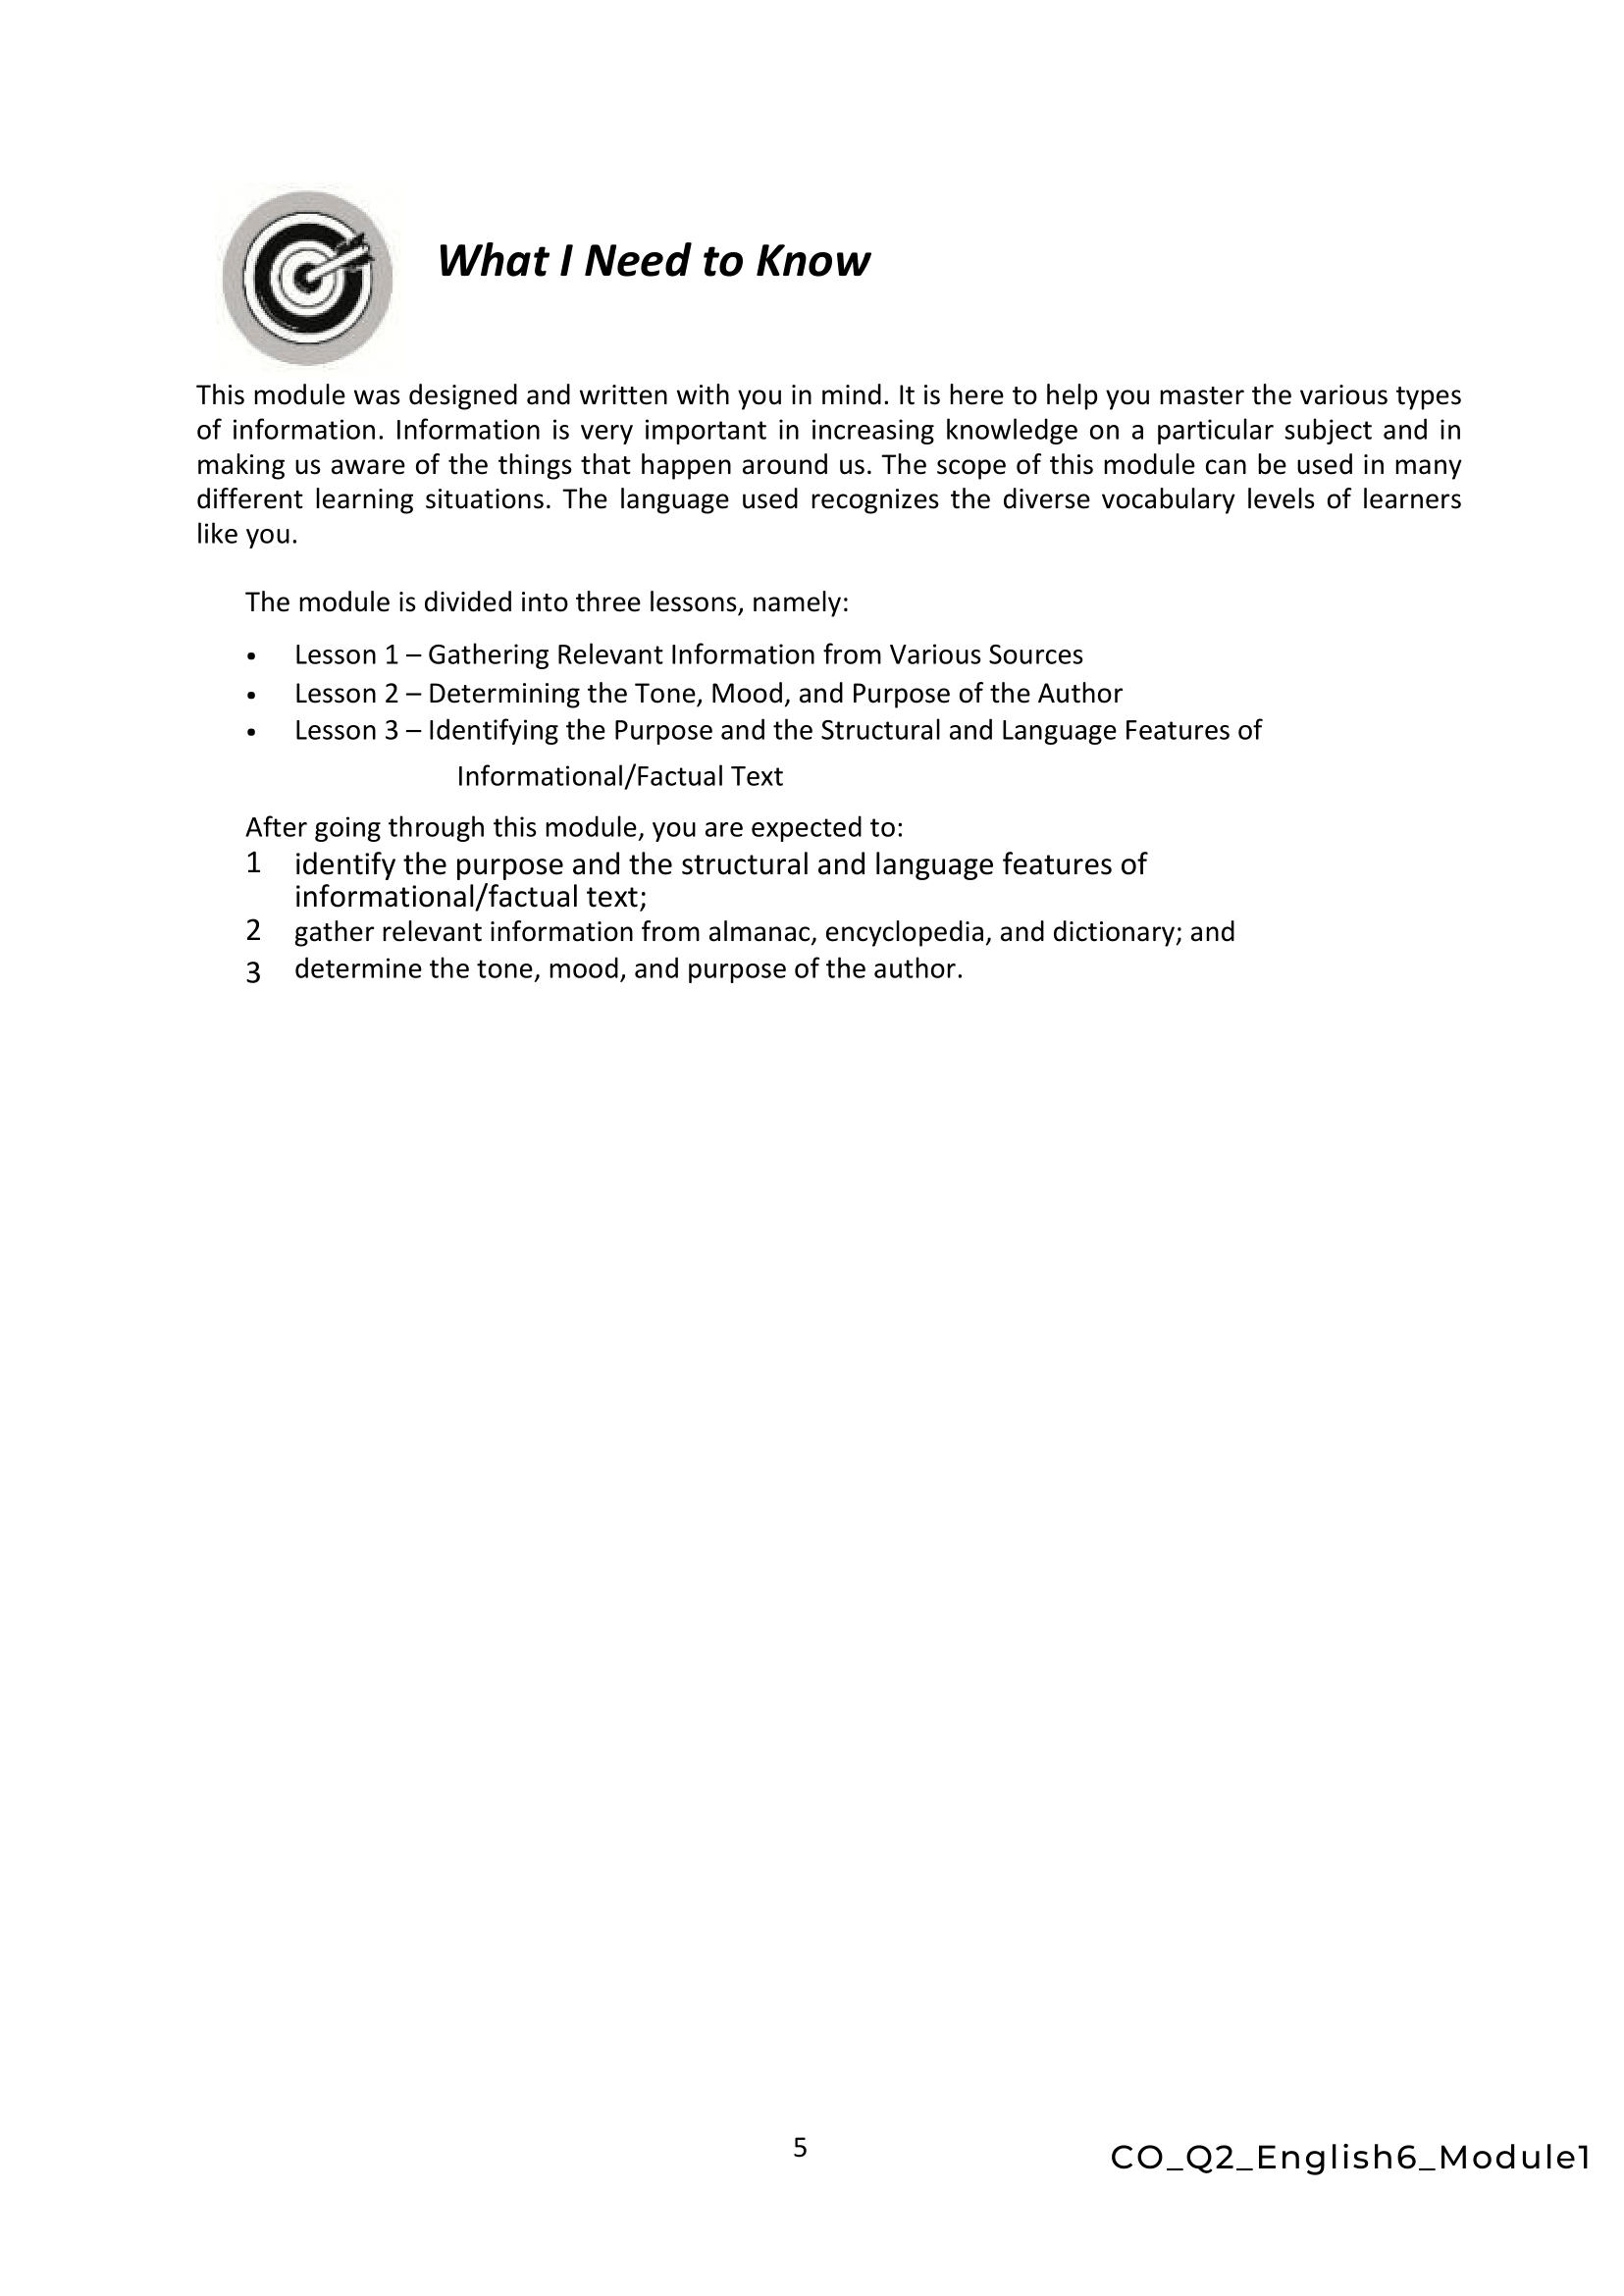 What I Need to Know
This module was designed and written with you in mind. It is here to help you master the various types
of information. Information is very important in increasing knowledge on a particular subject and in
making us aware of the things that happen around us. The scope of this module can be used in many
different learning situations. The language used recognizes the diverse vocabulary levels of learners
like you.
The module is divided into three lessons, namely:
• Lesson 1 – Gathering Relevant Information from Various Sources
• Lesson 2 – Determining the Tone, Mood, and Purpose of the Author
• Lesson 3 – Identifying the Purpose and the Structural and Language Features of
Informational/Factual Text
After going through this module, you are expected to:
1 identify the purpose and the structural and language features of
informational/factual text;
2 gather relevant information from almanac, encyclopedia, and dictionary; and
3 determine the tone, mood, and purpose of the author.
5
CO_Q2_English6_Module1